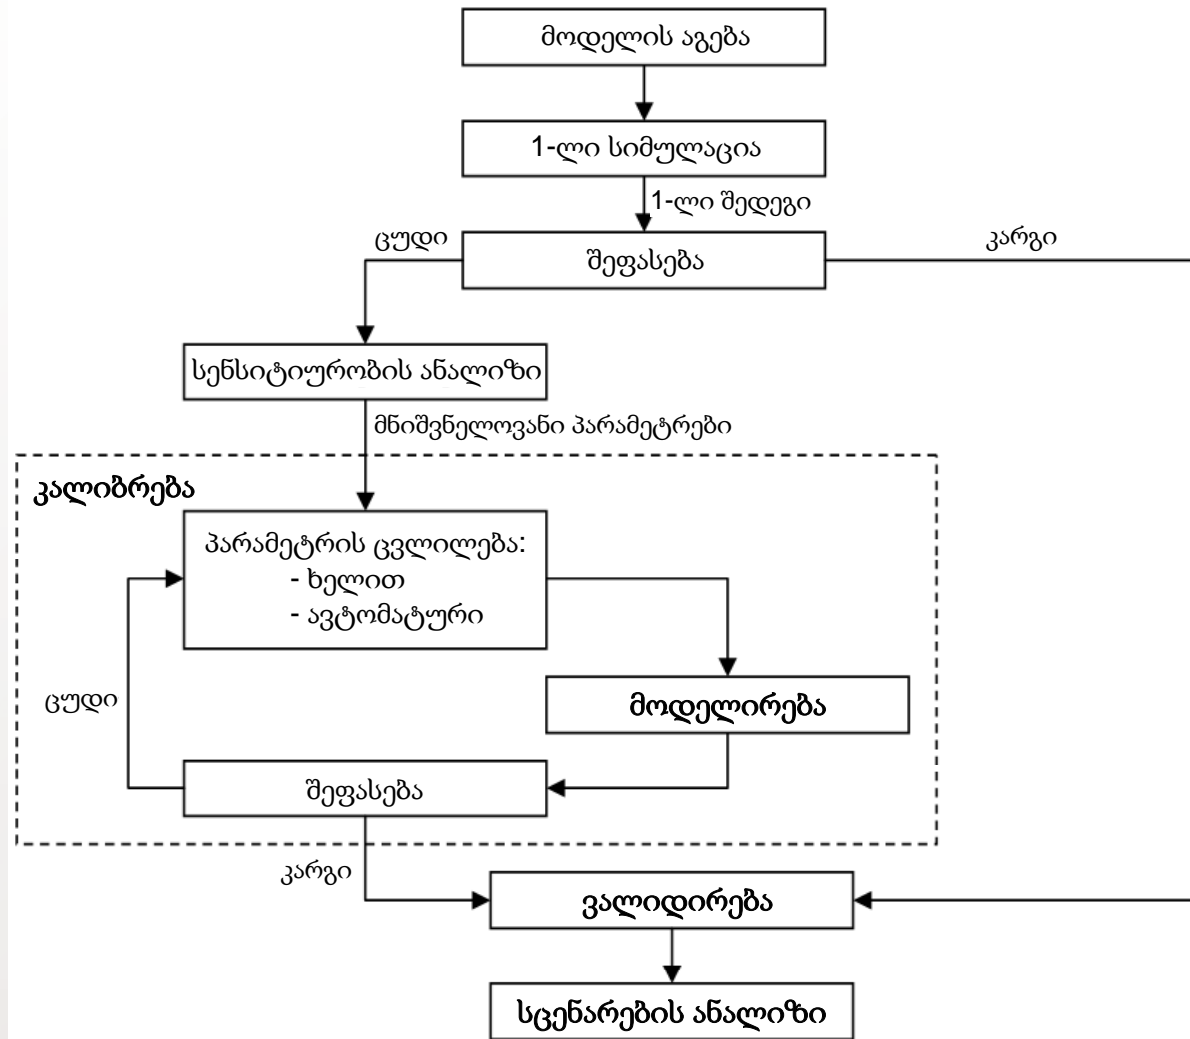 მოდელის აგება
1-ლი სიმულაცია
1-ლი შედეგი
ცუდი
კარგი
შეფასება
სენსიტიურობის ანალიზი
მნიშვნელოვანი პარამეტრები
კალიბრება
პარამეტრის ცვლილება:
- ხელით
- ავტომატური
ცუდი
მოდელირება
შეფასება
კარგი
ვალიდირება
სცენარების ანალიზი